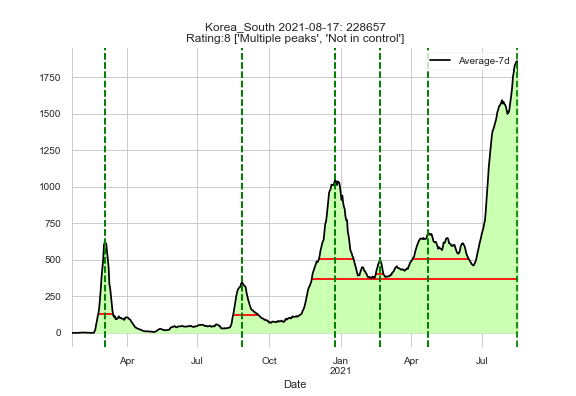 Korea_South 2021-08-17: 228657
Rating:8 ['Multiple peaks', 'Not in control']
Average-7d
1750
1500
1250
1000
750
500
250
0
Apr
Jul
Oct
Jan
2021
Apr
Jul
Date